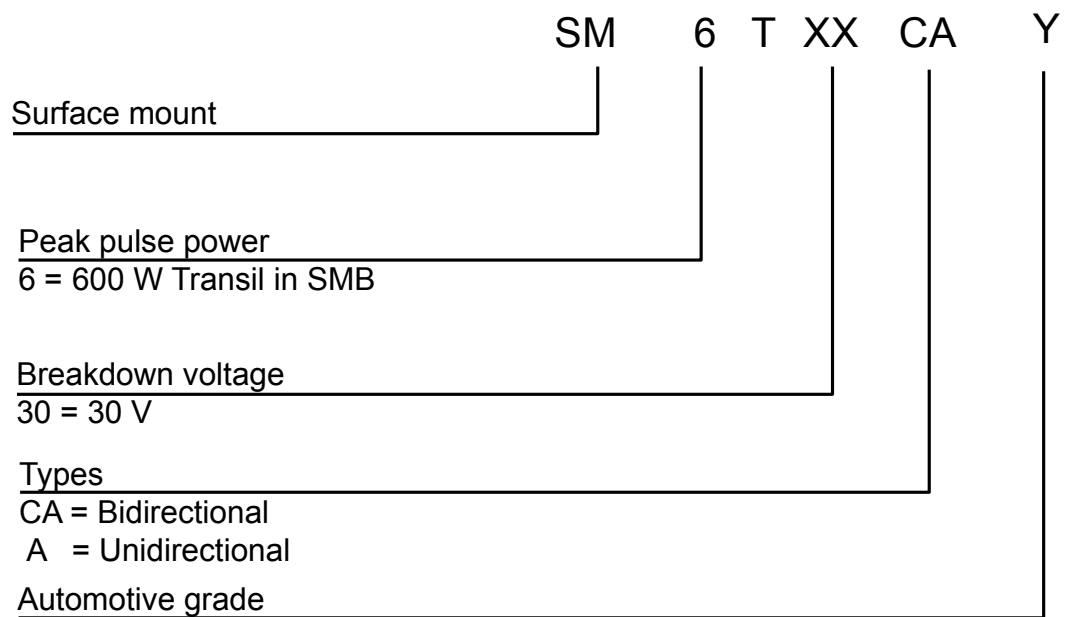 SM 6 T XX CA Y
Surface mount
Peak pulse power
6 = 600 W Transil in SMB
Breakdown voltage
30 = 30 V
Types
CA = Bidirectional
A = Unidirectional
Automotive grade